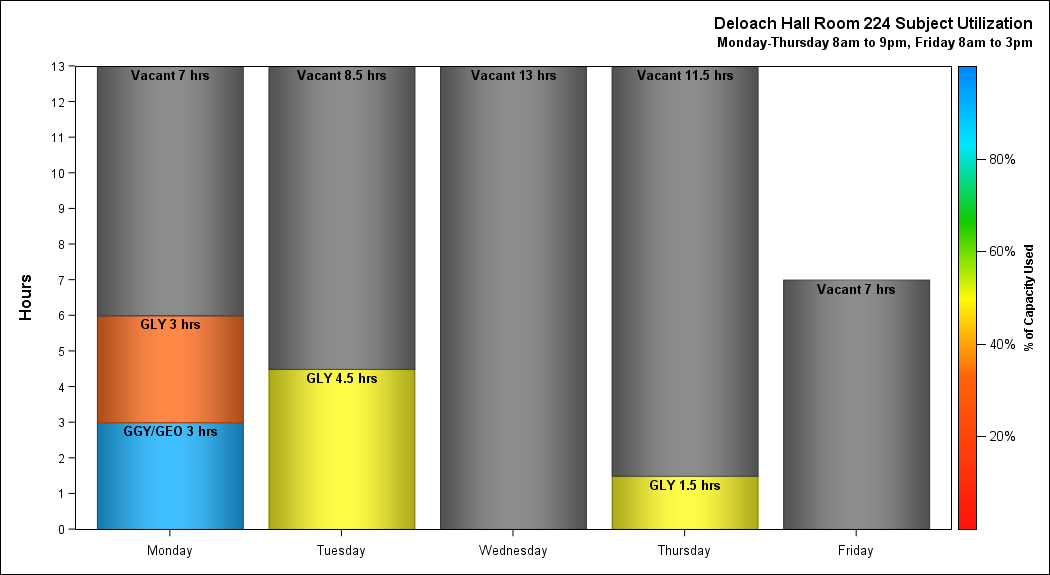 Deloach Hall Room 224 Subject Utilization
Monday-Thursday 8am to 9pm, Friday 8am to 3pm
13
12
11
10
9
8
7
6
5
4
3
2
1
0
Hours
Vacant 7 hrs
GLY 3 hrs
GGY/GEO 3 hrs
Vacant 8.5 hrs
GLY 4.5 hrs
Vacant 13 hrs
Vacant 11.5 hrs
GLY 1.5 hrs
Vacant 7 hrs
Monday
Tuesday
Wednesday
Thursday
Friday
80%
60%
40%
20%
% of Capacity Used